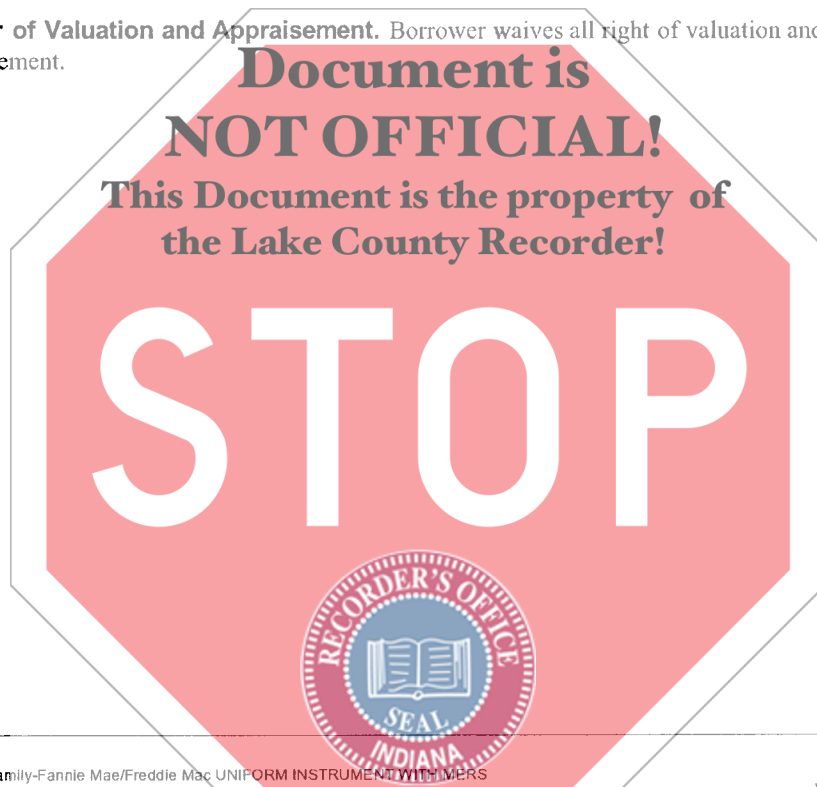 r of Valuation and Appraisement. Borrower waives all right of valuation and
ement.
Document is
NOT OFFICIAL!
This Document is the property of
the Lake County Recorder!
STOP
RECORDER'S OFFICE
SEAL
INDIANA
amily-Fannie Mae/Freddie Mac UNIFORM INSTRUMENT WITH MERS